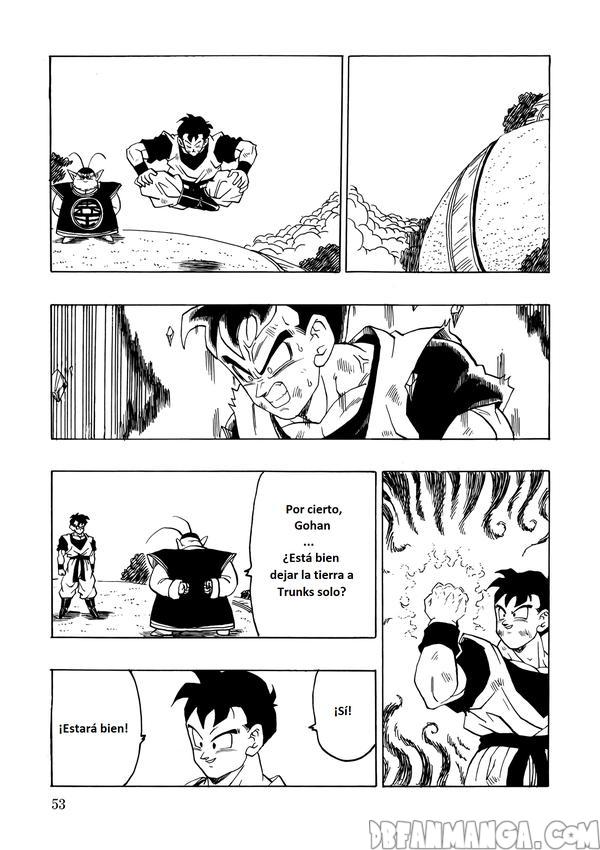 Por cierto,
Gohan
...
¿Está bien
dejar la tierra a
Trunks solo?
¡Sí!
¡Estará bien!
53
DBFANMANGA.COM